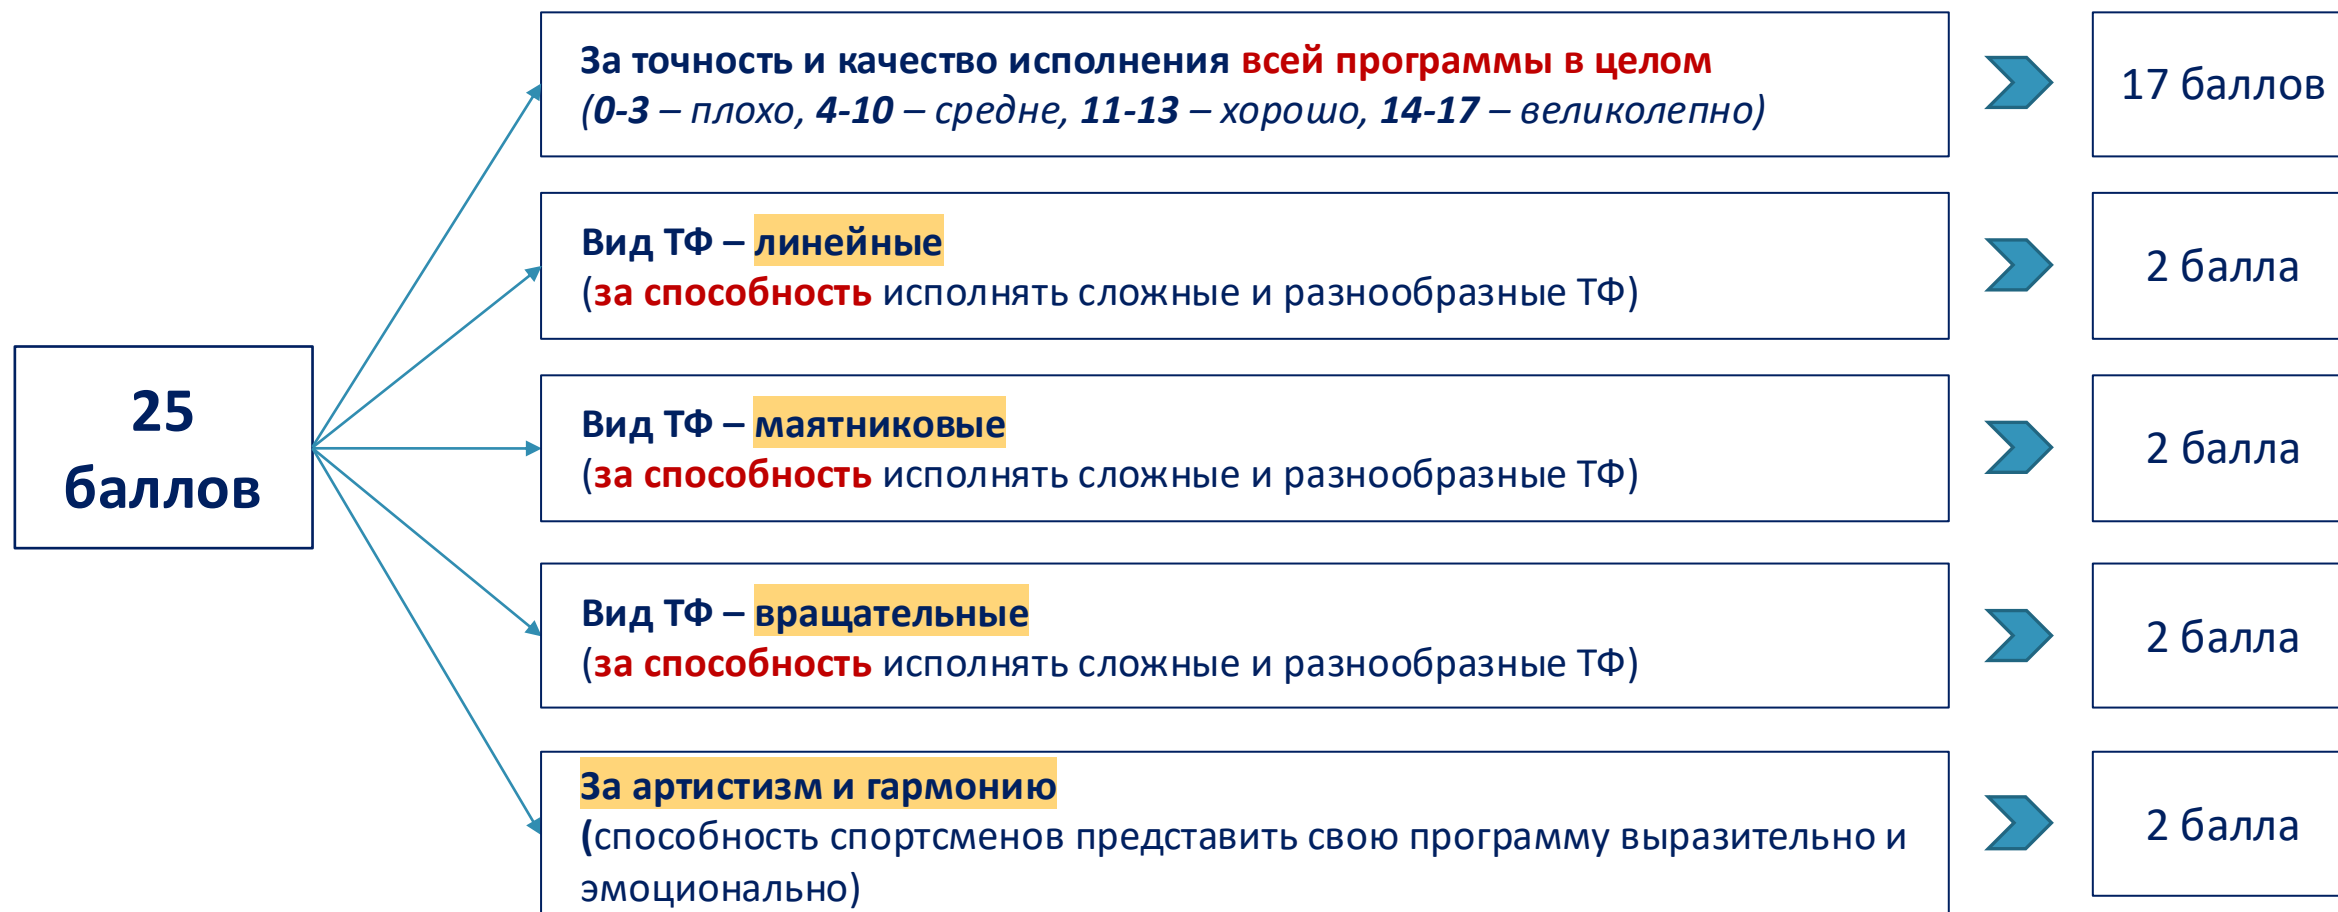 За точность и качество исполнения всей программы в целом
(0-3 – плохо, 4-10 – средне, 11-13 – хорошо, 14-17 – великолепно)
17 баллов
Вид ТФ – линейные
(за способность исполнять сложные и разнообразные ТФ)
2 балла
25
баллов
Вид ТФ – маятниковые
(за способность исполнять сложные и разнообразные ТФ)
2 балла
Вид ТФ – вращательные
(за способность исполнять сложные и разнообразные ТФ)
2 балла
За артистизм и гармонию
(способность спортсменов представить свою программу выразительно и
эмоционально)
2 балла